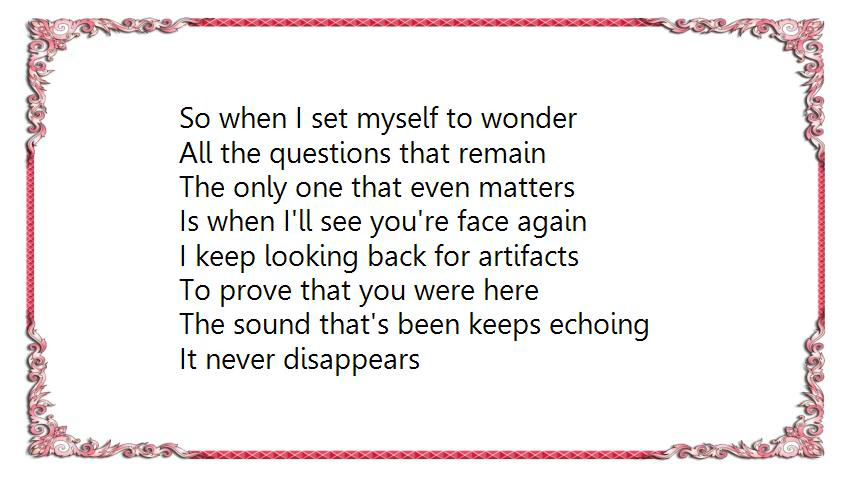 So when I set myself to wonder
All the questions that remain
The only one that even matters
Is when I'll see you're face again
I keep looking back for artifacts
To prove that you were here
The sound that's been keeps echoing
It never disappears